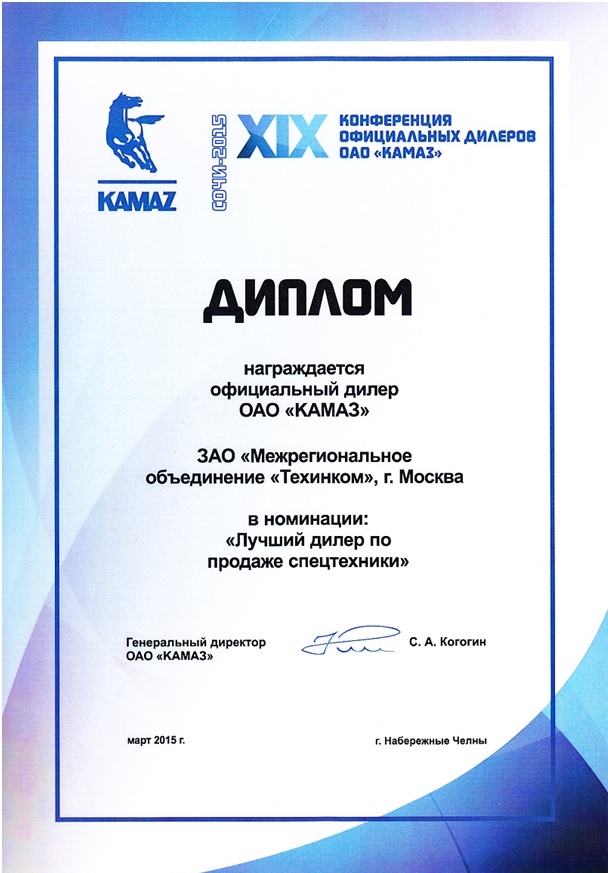 KAMAZ
СОЧИ-2015
XIX
КОНФЕРЕНЦИЯ
ОФИЦИАЛЬНЫХ ДИЛЕРОВ
ОАО «КАМАЗ»
ДИПЛОМ
награждается
официальный дилер
ОАО «КАМАЗ»
ЗАО «Межрегиональное
объединение «Техинком», г. Москва
в номинации:
«Лучший дилер по
продаже спецтехники»
Генеральный директор
ОАО «КАМАЗ»
С. А. Когогин
март 2015 г.
г. Набережные Челны